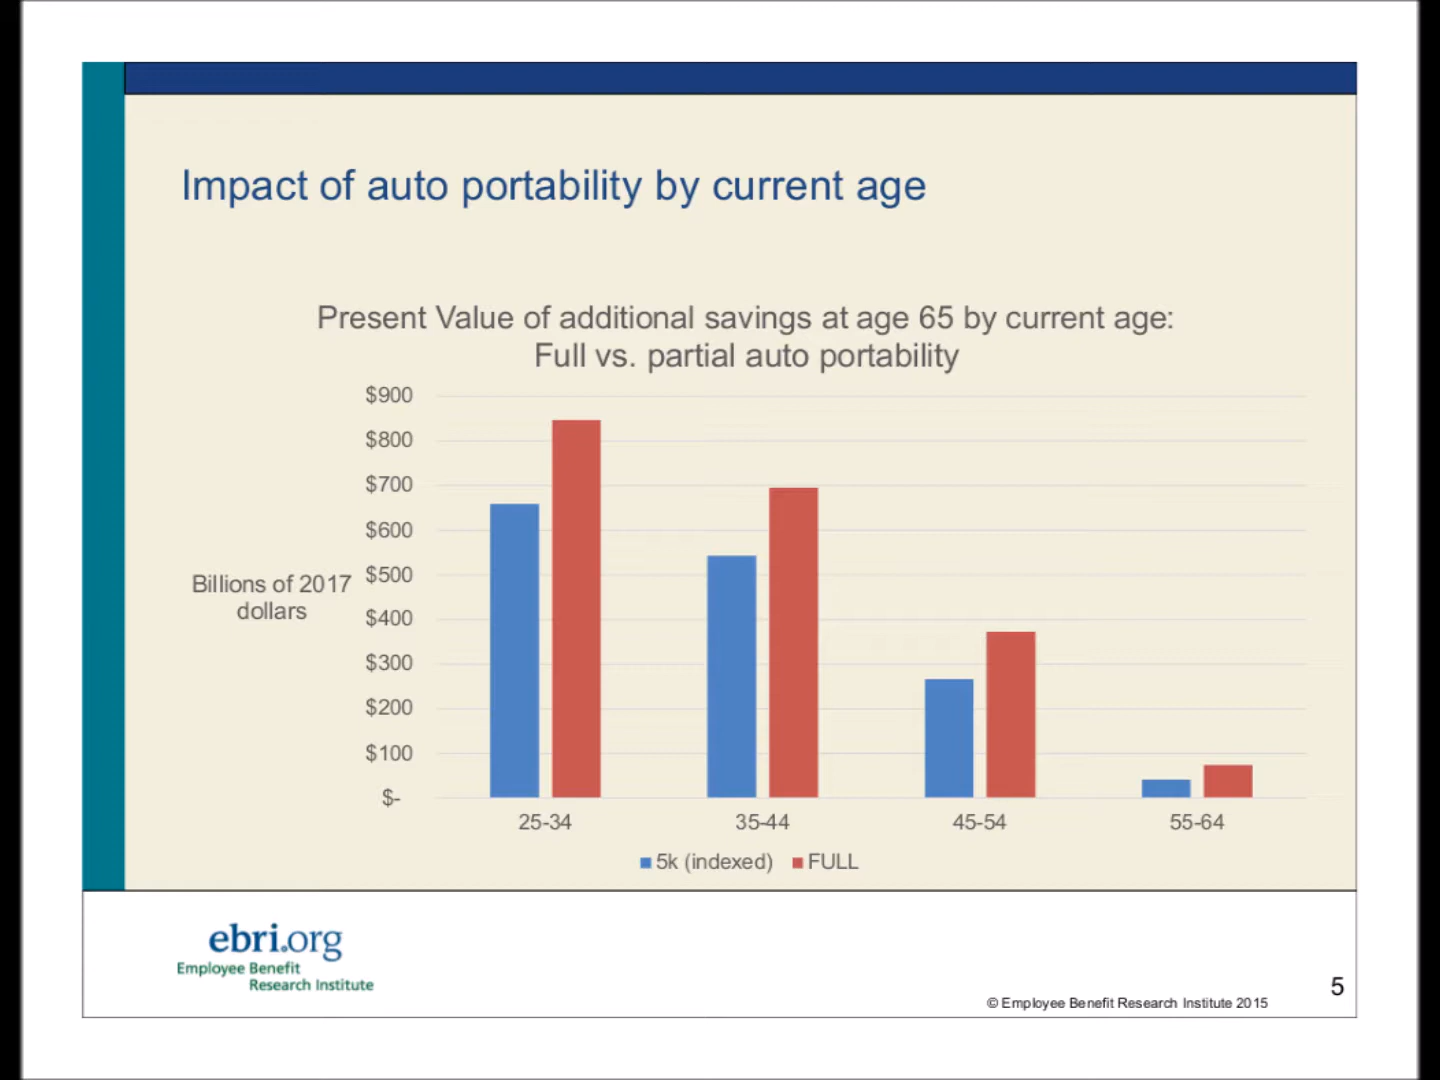 Impact of auto portability by current age
Present Value of additional savings at age 65 by current age:
Full vs. partial auto portability
$900
$800
$700
$600
$500
$400
$300
$200
$100
$-
Billions of 2017
dollars
25-34
35-44
45-54
55-64
5k (indexed)
FULL
ebri.org
Employee Benefit
Research Institute
© Employee Benefit Research Institute 2015
5